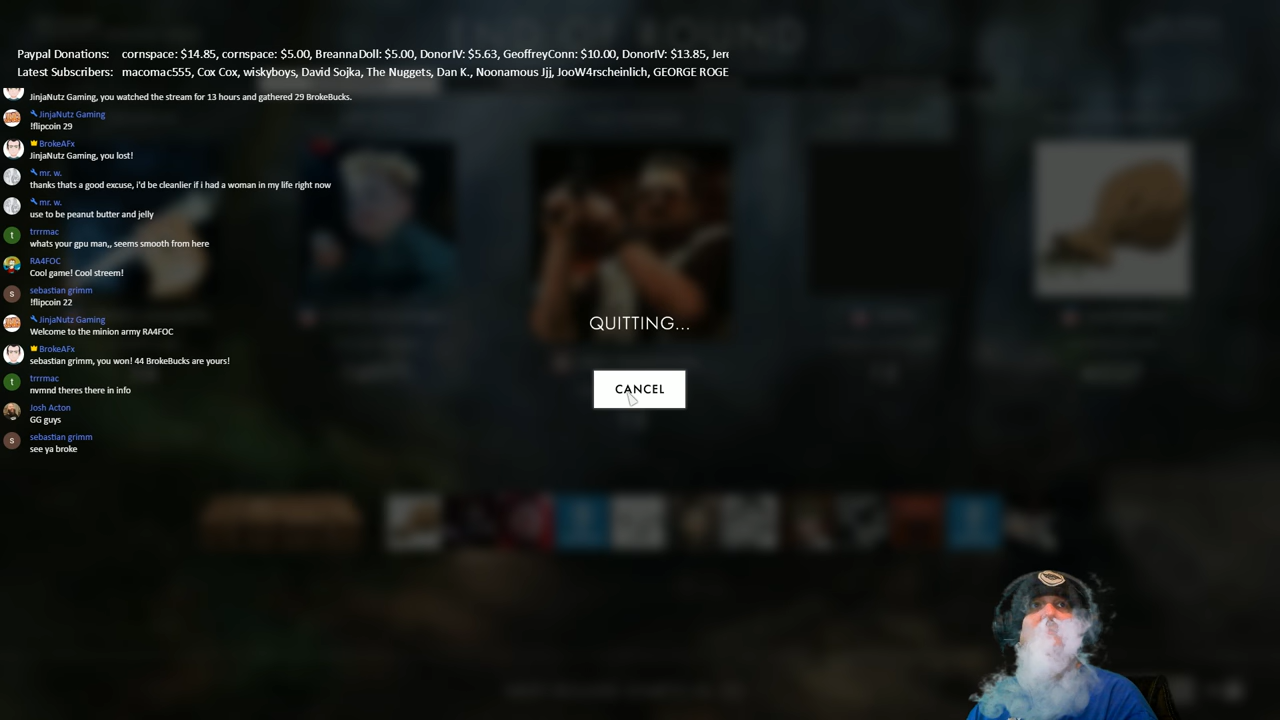 END OF ROUND
Paypal Donations: cornspace: $14.85, cornspace: $5.00, BreannaDoll: $5.00, DonorIV: $5.63, GeoffreyConn: $10.00, DonorIV: $13.85, Jere
Latest Subscribers: macomac555, Cox Cox, wiskyboys, David Sojka, The Nuggets, Dan K., Noonamous Jjj, JooW4rscheinlich, GEORGE ROGE
JinjaNutz Gaming, you watched the stream for 13 hours and gathered 29 BrokeBucks.
JinjaNutz Gaming
!flipcoin 29
BrokeAFx
JinjaNutz Gaming, you lost!
mr. w.
thanks thats a good excuse, i'd be cleanlier if i had a woman in my life right now
mr. w.
use to be peanut butter and jelly
t
trrrmac
whats your gpu man,, seems smooth from here
RA4FOC
Cool game! Cool streem!
s
sebastian grimm
!flipcoin 22
JinjaNutz Gaming
Welcome to the minion army RA4FOC
BrokeAFx
sebastian grimm, you won! 44 BrokeBucks are yours!
t
trrrmac
nvmnd theres there in info
Josh Acton
GG guys
s
sebastian grimm
see ya broke
QUITTING...
CANCEL